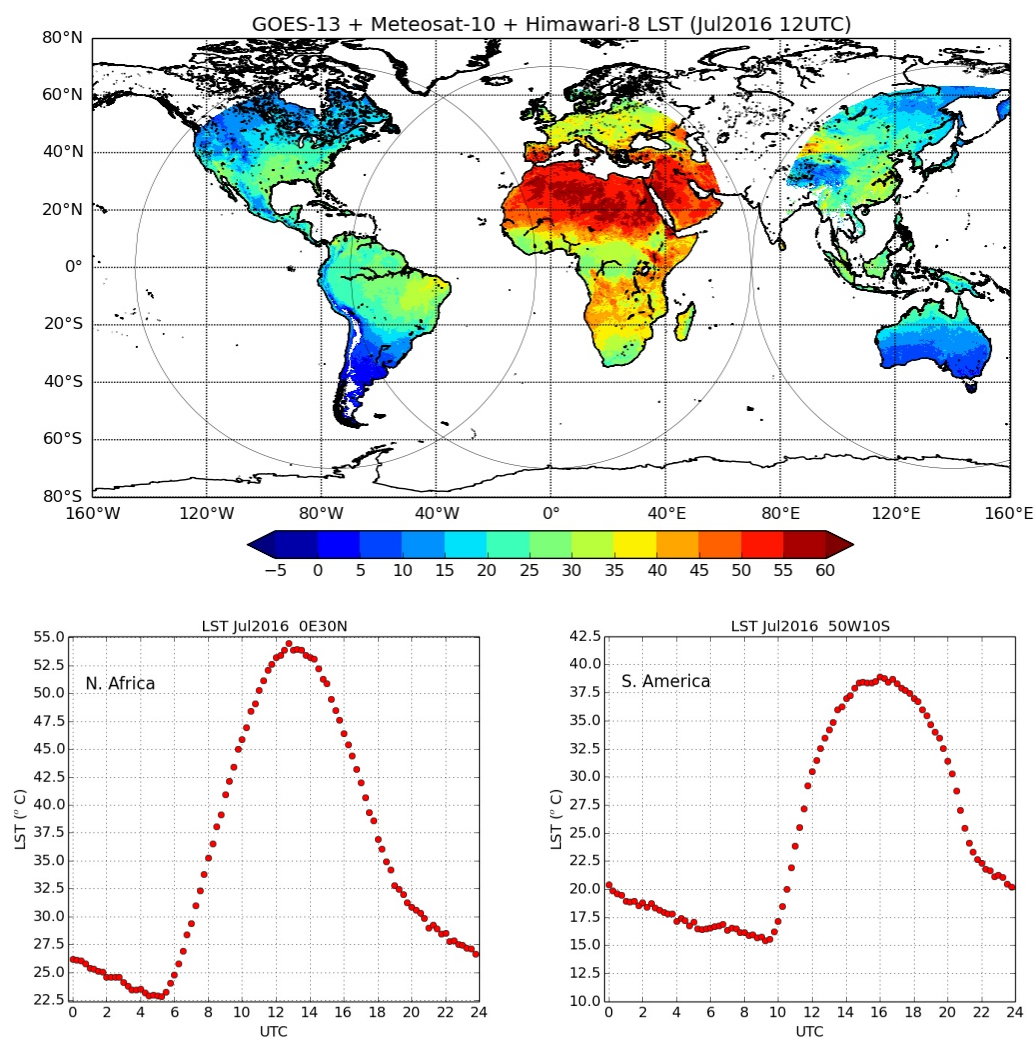 GOES-13 + Meteosat-10 + Himawari-8 LST (Jul2016 12UTC)
80°N
60°N
40°N
20°N
0°
20°S
40°S
60°S
80°S
160°W 120°W 80°W 40°W 0° 40°E 80°E 120°E 160°E
−5 0 5 10 15 20 25 30 35 40 45 50 55 60
LST Jul2016 0E30N
N. Africa
LST (° C)
55.0
52.5
50.0
47.5
45.0
42.5
40.0
37.5
35.0
32.5
30.0
27.5
25.0
22.5
0 2 4 6 8 10 12 14 16 18 20 22 24
UTC
LST Jul2016 50W10S
S. America
LST (° C)
42.5
40.0
37.5
35.0
32.5
30.0
27.5
25.0
22.5
20.0
17.5
15.0
12.5
10.0
0 2 4 6 8 10 12 14 16 18 20 22 24
UTC